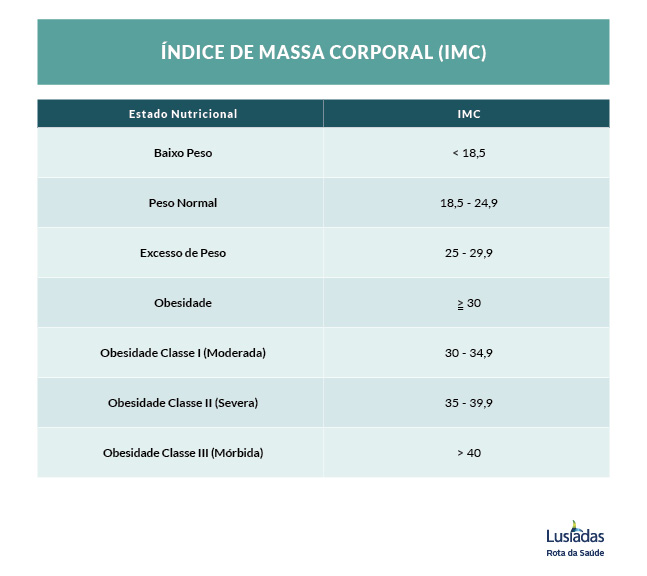 ÍNDICE DE MASSA CORPORAL (IMC)
Estado Nutricional IMC
Baixo Peso < 18,5
Peso Normal 18,5 - 24,9
Excesso de Peso 25 - 29,9
Obesidade ≥ 30
Obesidade Classe I (Moderada) 30 - 34,9
Obesidade Classe II (Severa) 35 - 39,9
Obesidade Classe III (Mórbida) > 40
Lusíadas
Rota da Saúde